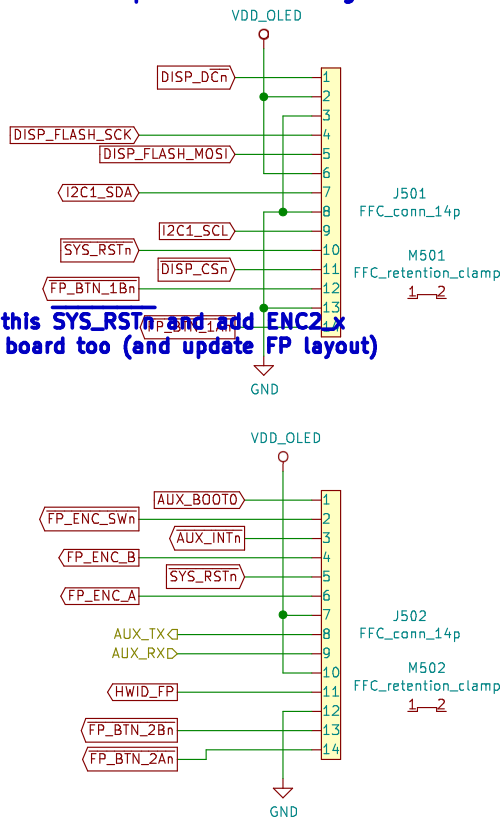 VDD_OLED
DISP_DCn 1
2
3
DISP_FLASH_SCK 4
DISP_FLASH_MOSI 5
6
I2C1_SDA 7
J501
8 FFC_conn_14p
I2C1_SCL 9
SYS_RSTn 10
M501
DISP_CSn 11 FFC_retention_clamp
FP_BTN_1Bn 12 1 2
13
this SYS_RSTn and add ENC2_x
FP_BTN_1An 14
board too (and update FP layout)
GND
VDD_OLED
AUX_BOOT0 1
FP_ENC_SWn 2
AUX_INTn 3
FP_ENC_B 4
SYS_RSTn 5
FP_ENC_A 6
7 J502
AUX_TX 8 FFC_conn_14p
AUX_RX 9
10 M502
HWID_FP 11 FFC_retention_clamp
12 1 2
FP_BTN_2Bn 13
FP_BTN_2An 14
GND